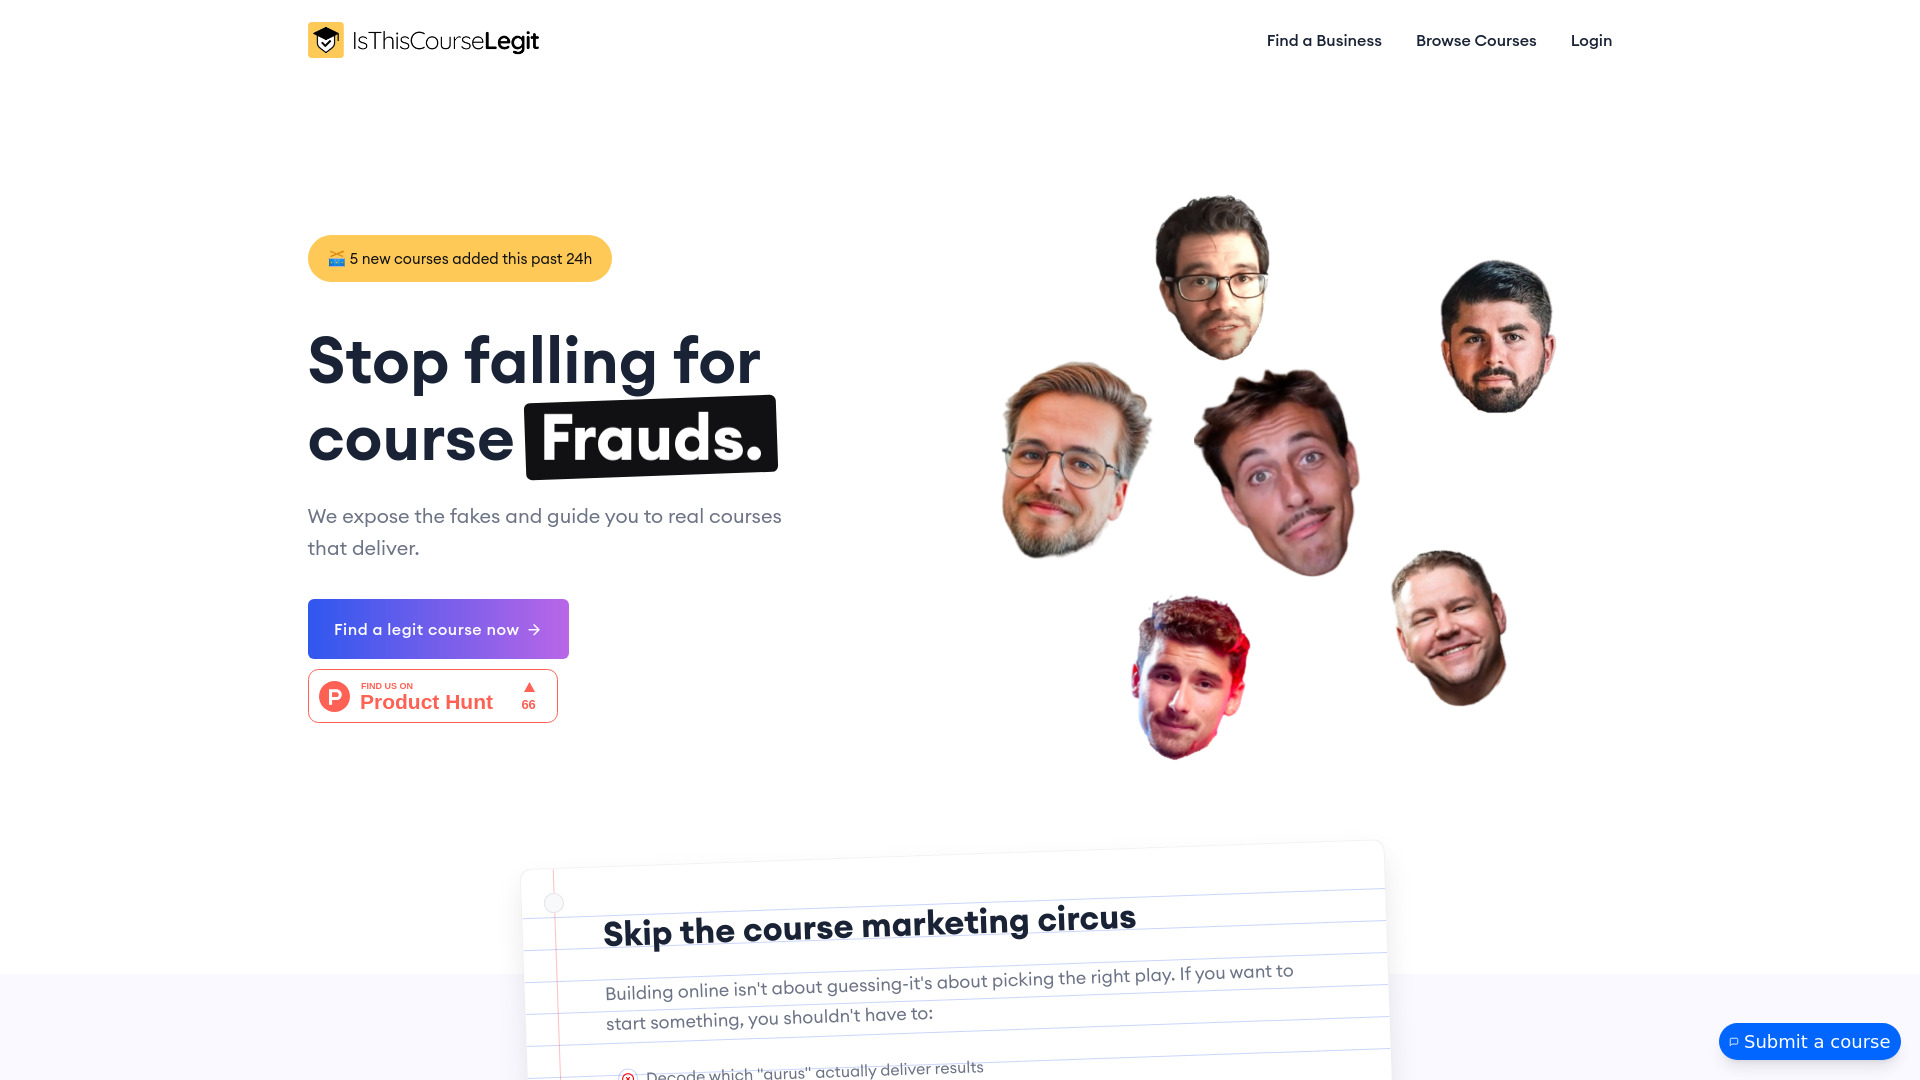 IsThisCourseLegit
Find a Business
Browse Courses
Login
5 new courses added this past 24h
Stop falling for
course Frauds.
We expose the fakes and guide you to real courses
that deliver.
Find a legit course now →
P
FIND US ON
Product Hunt
▲
66
Skip the course marketing circus
Building online isn't about guessing-it's about picking the right play. If you want to
start something, you shouldn't have to:
Decode which "gurus" actually deliver results
Submit a course